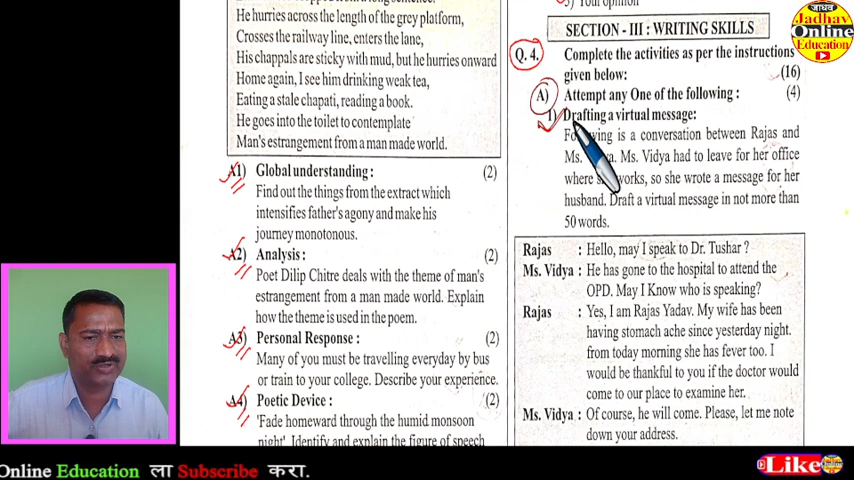 He hurries across the length of the grey platform,
Crosses the railway line, enters the lane,
His chappals are sticky with mud, but he hurries onward
Home again, I see him drinking weak tea,
Eating a stale chapati, reading a book.
He goes into the toilet to contemplate
Man's estrangement from a man made world.
A1) Global understanding : (2)
Find out the things from the extract which
intensifies father's agony and make his
journey monotonous.
A2) Analysis : (2)
Poet Dilip Chitre deals with the theme of man's
estrangement from a man made world. Explain
how the theme is used in the poem.
A3) Personal Response : (2)
Many of you must be travelling everyday by bus
or train to your college. Describe your experience.
A4) Poetic Device : (2)
'Fade homeward through the humid monsoon
night'. Identify and explain the figure of speech
5) Your opinion
SECTION - III : WRITING SKILLS
Q. 4. Complete the activities as per the instructions
given below: (16)
A) Attempt any One of the following : (4)
1) Drafting a virtual message:
is a conversation between Rajas and
Ms. Ms. Vidya had to leave for her office
where works, so she wrote a message for her
husband. Draft a virtual message in not more than
50 words.
Rajas : Hello, may I speak to Dr. Tushar ?
Ms. Vidya : He has gone to the hospital to attend the
OPD. May I Know who is speaking?
Rajas : Yes, I am Rajas Yadav. My wife has been
having stomach ache since yesterday night.
from today morning she has fever too. I
would be thankful to you if the doctor would
come to our place to examine her.
Ms. Vidya : Of course, he will come. Please, let me note
down your address.
जाधव
Jadhav
Online
Education
Online Education ला Subscribe करा.
Like